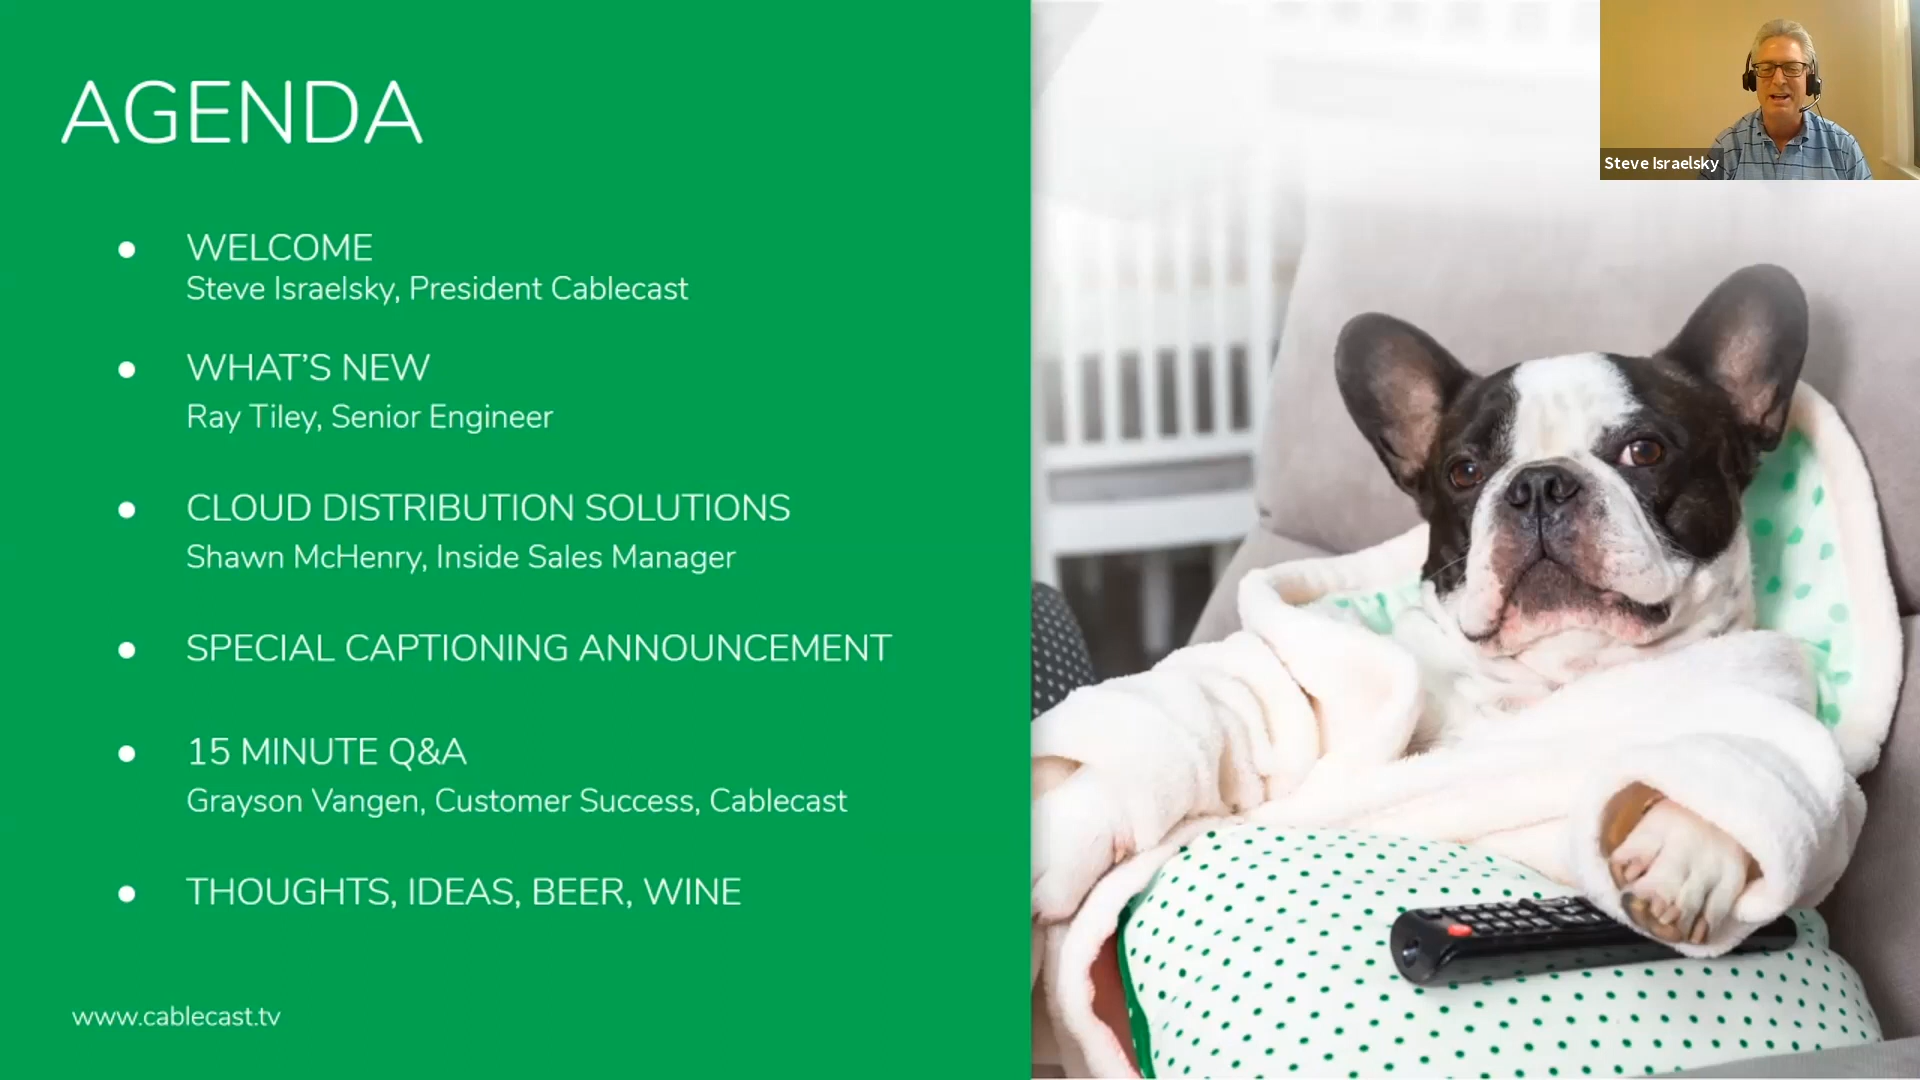 AGENDA
WELCOME
Steve Israelsky, President Cablecast
WHAT'S NEW
Ray Tiley, Senior Engineer
CLOUD DISTRIBUTION SOLUTIONS
Shawn McHenry, Inside Sales Manager
SPECIAL CAPTIONING ANNOUNCEMENT
15 MINUTE Q&A
Grayson Vangen, Customer Success, Cablecast
THOUGHTS, IDEAS, BEER, WINE
www.cablecast.tv
Steve Israelsky